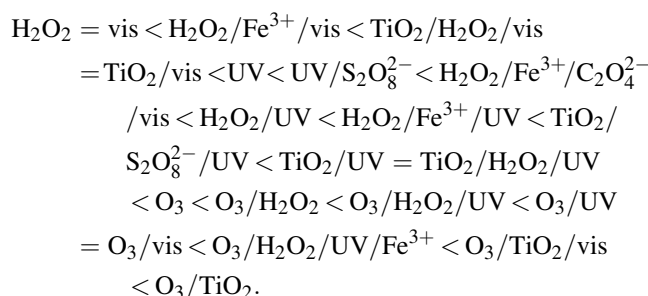 H₂O₂ = vis < H₂O₂/Fe³⁺/vis < TiO₂/H₂O₂/vis
= TiO₂/vis < UV < UV/S₂O₈²⁻ < H₂O₂/Fe³⁺/C₂O₄²⁻
/vis < H₂O₂/UV < H₂O₂/Fe³⁺/UV < TiO₂/
S₂O₈²⁻/UV < TiO₂/UV = TiO₂/H₂O₂/UV
< O₃ < O₃/H₂O₂ < O₃/H₂O₂/UV < O₃/UV
= O₃/vis < O₃/H₂O₂/UV/Fe³⁺ < O₃/TiO₂/vis
< O₃/TiO₂.